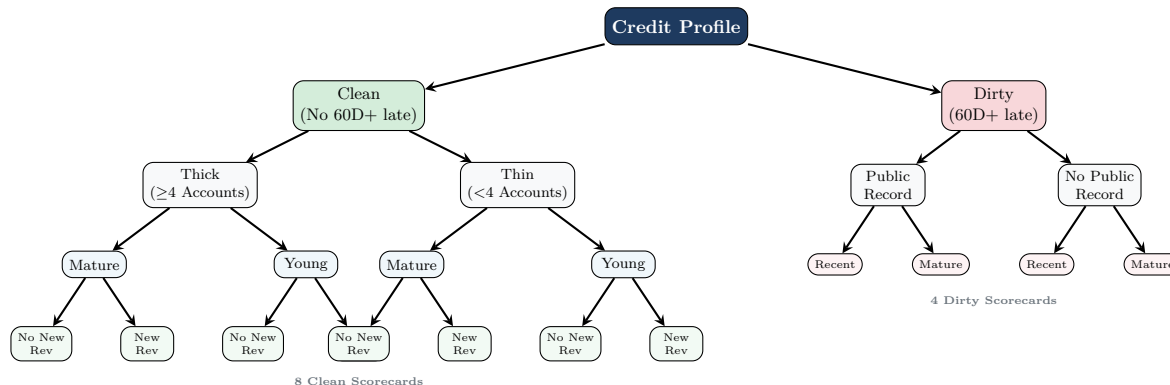 Credit Profile
Clean
(No 60D+ late)
Dirty
(60D+ late)
Thick
(≥4 Accounts)
Thin
(<4 Accounts)
Public
Record
No Public
Record
Mature
Young
Mature
Young
Recent
Mature
Recent
Mature
No New
Rev
New
Rev
No New
Rev
No New
Rev
New
Rev
No New
Rev
New
Rev
4 Dirty Scorecards
8 Clean Scorecards